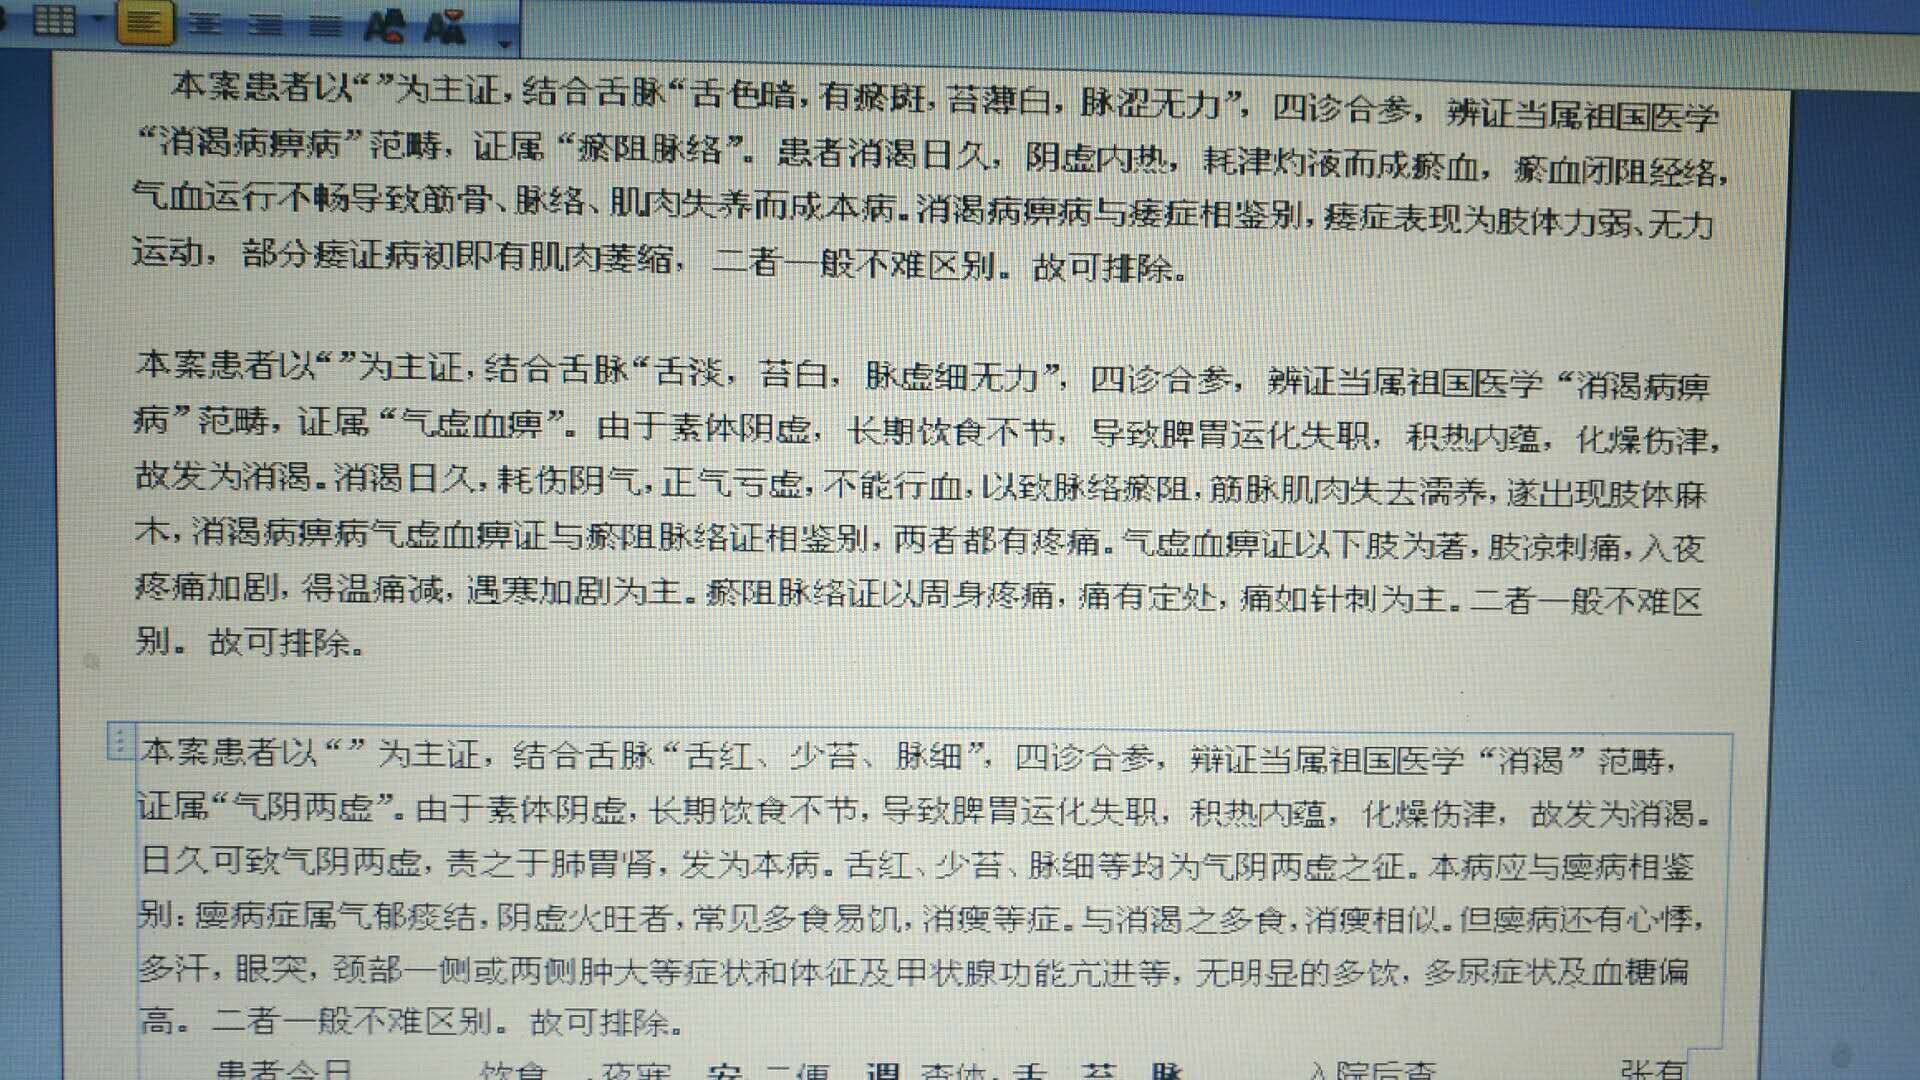 本案患者以“”为主证，结合舌脉“舌色暗，有瘀斑，苔薄白，脉涩无力”，四诊合参，辨证当属祖国医学
“消渴病痹病”范畴，证属“瘀阻脉络”。患者消渴日久，阴虚内热，耗津灼液而成瘀血，瘀血闭阻经络，
气血运行不畅导致筋骨、脉络、肌肉失养而成本病。消渴病痹病与痿症相鉴别，痿症表现为肢体力弱、无力
运动，部分痿证病初即有肌肉萎缩，二者一般不难区别。故可排除。
本案患者以“”为主证，结合舌脉“舌淡，苔白，脉虚细无力”，四诊合参，辨证当属祖国医学“消渴病痹
病”范畴，证属“气虚血痹”。由于素体阴虚，长期饮食不节，导致脾胃运化失职，积热内蕴，化燥伤津，
故发为消渴。消渴日久，耗伤阴气，正气亏虚，不能行血，以致脉络瘀阻，筋脉肌肉失去濡养，遂出现肢体麻
木，消渴病痹病气虚血痹证与瘀阻脉络证相鉴别，两者都有疼痛。气虚血痹证以下肢为著，肢凉刺痛，入夜
疼痛加剧，得温痛减，遇寒加剧为主。瘀阻脉络证以周身疼痛，痛有定处，痛如针刺为主。二者一般不难区
别。故可排除。
本案患者以“”为主证，结合舌脉“舌红、少苔、脉细”，四诊合参，辩证当属祖国医学“消渴”范畴，
证属“气阴两虚”。由于素体阴虚，长期饮食不节，导致脾胃运化失职，积热内蕴，化燥伤津，故发为消渴。
日久可致气阴两虚，责之于肺胃肾，发为本病。舌红、少苔、脉细等均为气阴两虚之征。本病应与瘿病相鉴
别：瘿病症属气郁痰结，阴虚火旺者，常见多食易饥，消瘦等症。与消渴之多食，消瘦相似。但瘿病还有心悸，
多汗，眼突，颈部一侧或两侧肿大等症状和体征及甲状腺功能亢进等，无明显的多饮，多尿症状及血糖偏
高。二者一般不难区别。故可排除。
患者今日 饮食 、夜寐 安 二便 调 查体：舌 苔 脉 入院后查 张有